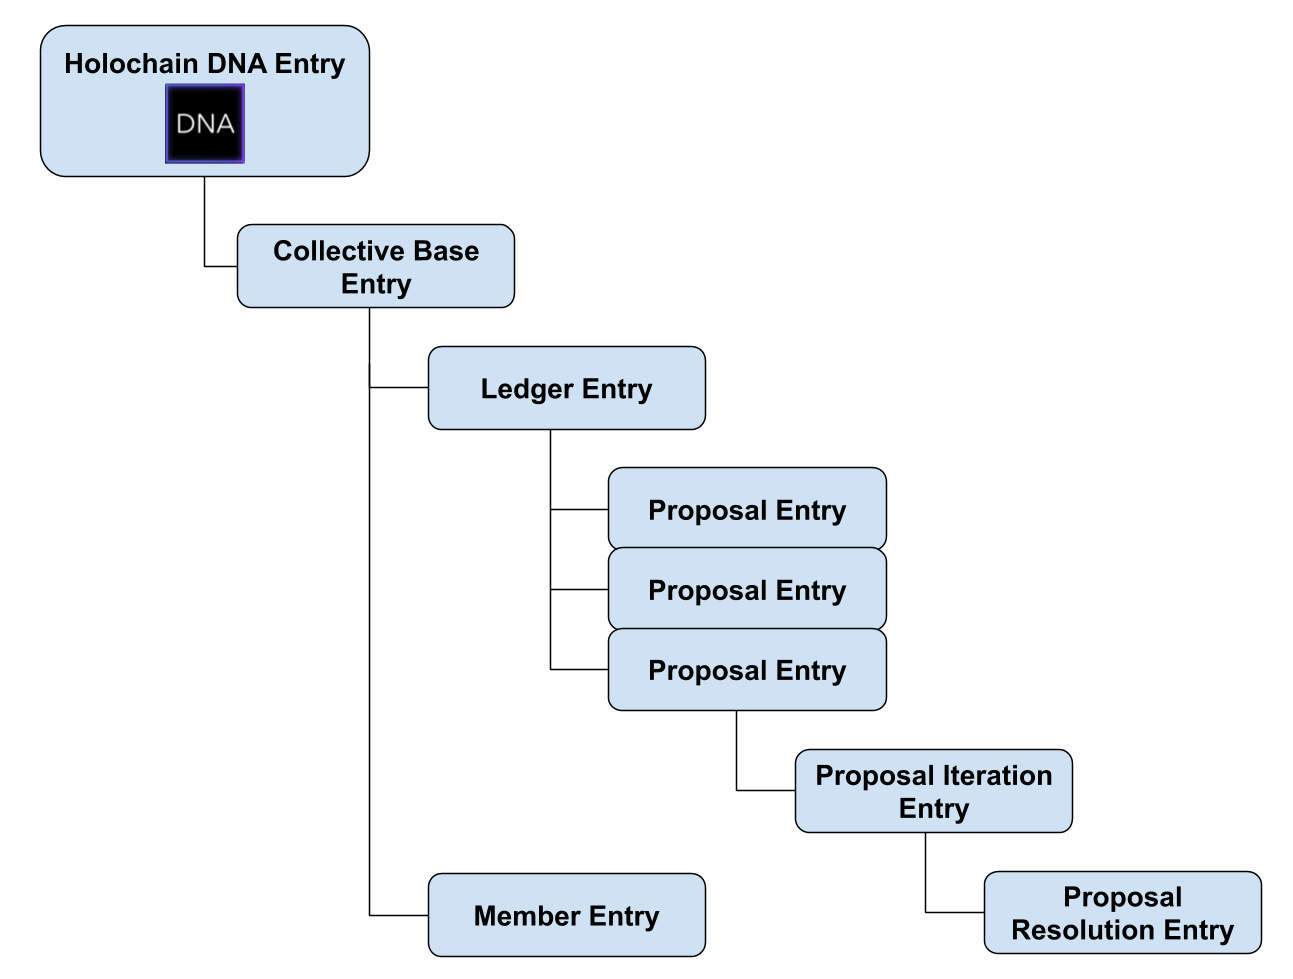 Holochain DNA Entry
DNA
Collective Base
Entry
Ledger Entry
Proposal Entry
Proposal Entry
Proposal Entry
Proposal Iteration
Entry
Member Entry
Proposal
Resolution Entry